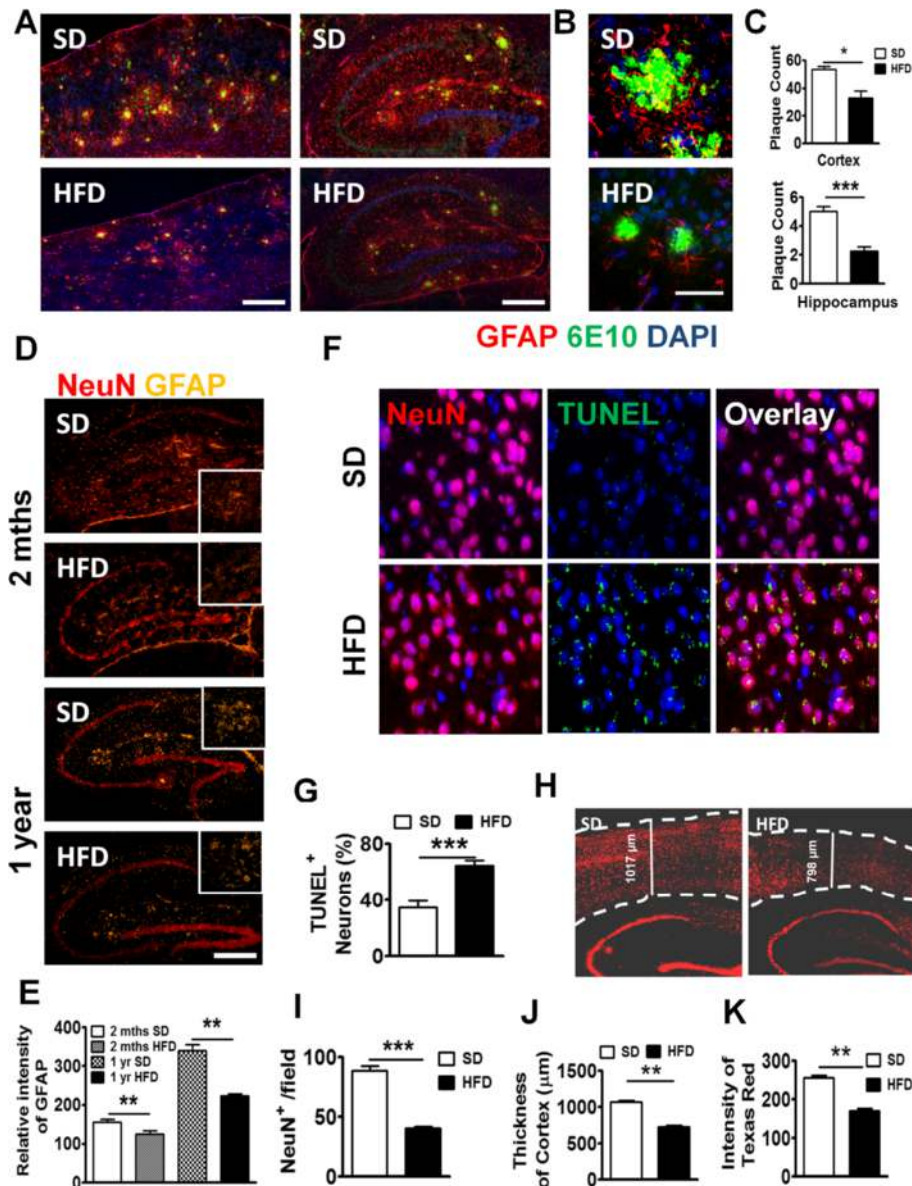 A
SD
SD
HFD
HFD
B
SD
HFD
C
SD
HFD
*
Plaque Count
60
40
20
0
Cortex
***
Plaque Count
6
4
2
0
Hippocampus
GFAP 6E10 DAPI
D
NeuN GFAP
2 mths
SD
HFD
1 year
SD
HFD
E
2 mths SD
2 mths HFD
1 yr SD
1 yr HFD
**
**
Relative intensity
of GFAP
400
300
200
100
0
F
NeuN
TUNEL
Overlay
SD
HFD
G
SD
HFD
***
TUNEL+
Neurons (%)
80
40
0
H
SD
1017 µm
HFD
798 µm
I
***
SD
HFD
NeuN+ /field
100
50
0
J
SD
HFD
**
Thickness
of Cortex (µm)
1500
1000
500
0
K
SD
HFD
**
Intensity of
Texas Red
300
200
100
0